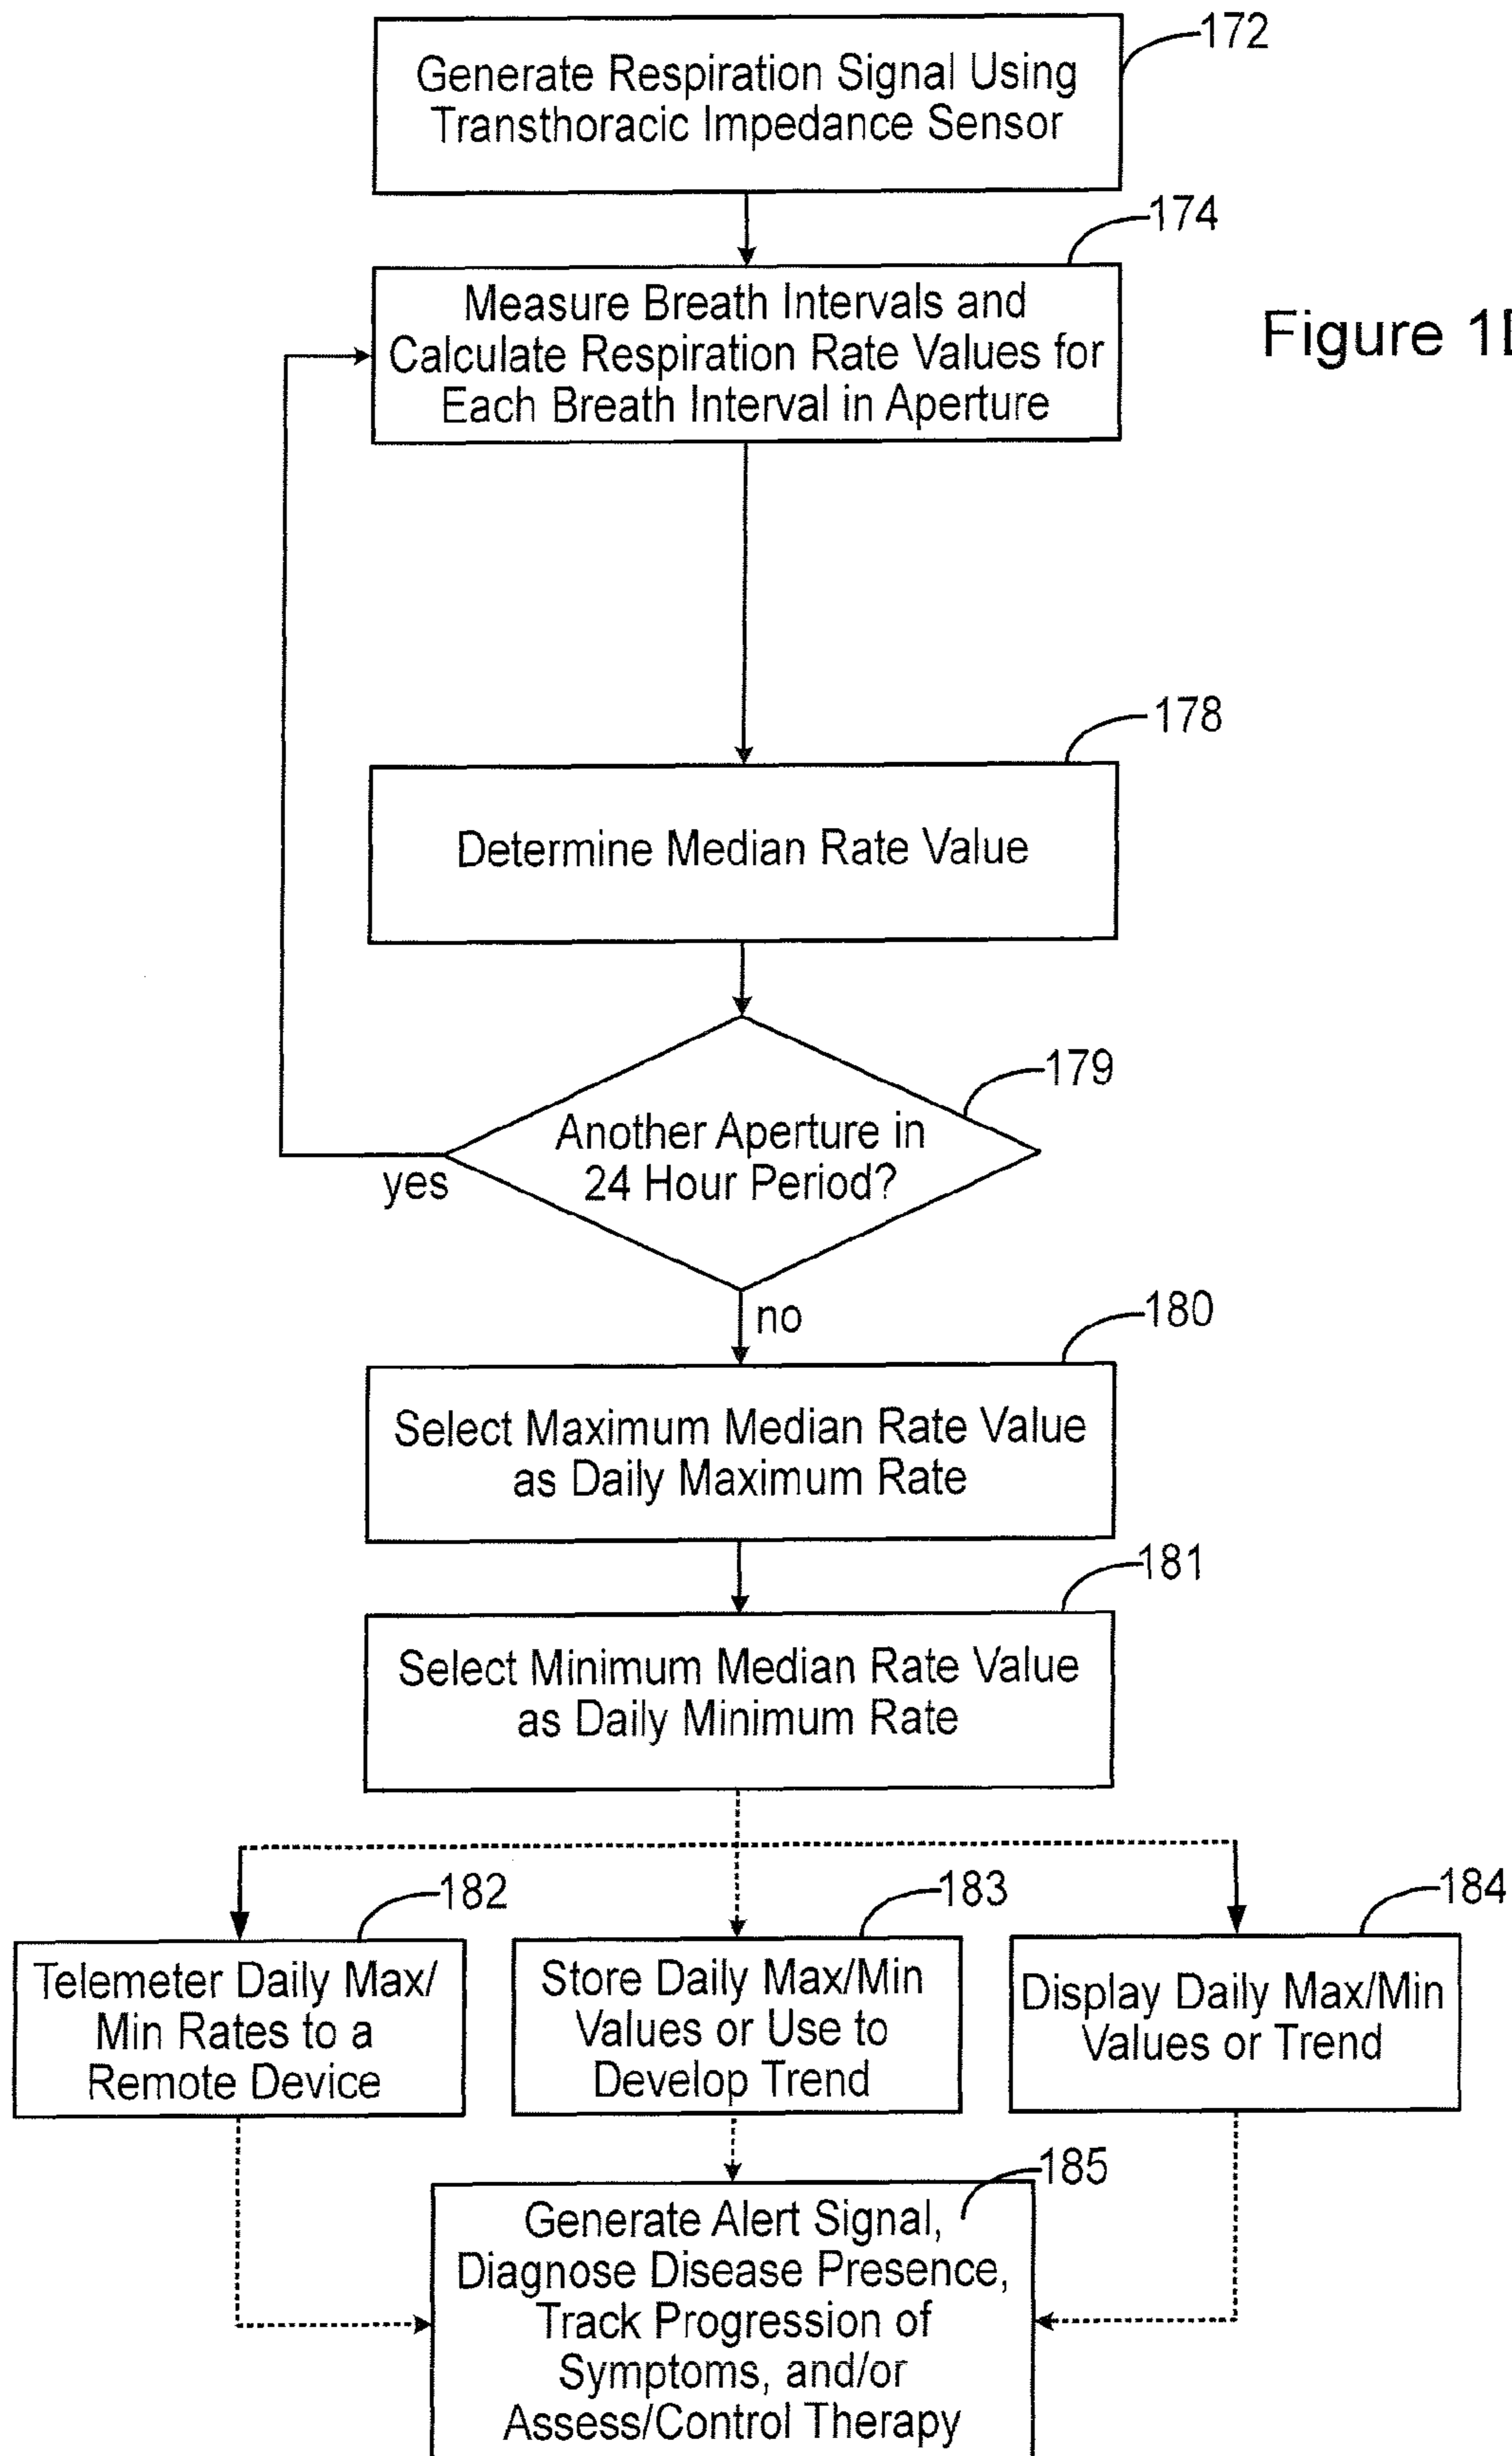 172
Generate Respiration Signal Using
Transthoracic Impedance Sensor
174
Measure Breath Intervals and
Calculate Respiration Rate Values for
Each Breath Interval in Aperture
Figure 1D
178
Determine Median Rate Value
179
Another Aperture in
24 Hour Period?
yes
no
180
Select Maximum Median Rate Value
as Daily Maximum Rate
181
Select Minimum Median Rate Value
as Daily Minimum Rate
182
183
184
Telemeter Daily Max/
Min Rates to a
Remote Device
Store Daily Max/Min
Values or Use to
Develop Trend
Display Daily Max/Min
Values or Trend
185
Generate Alert Signal,
Diagnose Disease Presence,
Track Progression of
Symptoms, and/or
Assess/Control Therapy